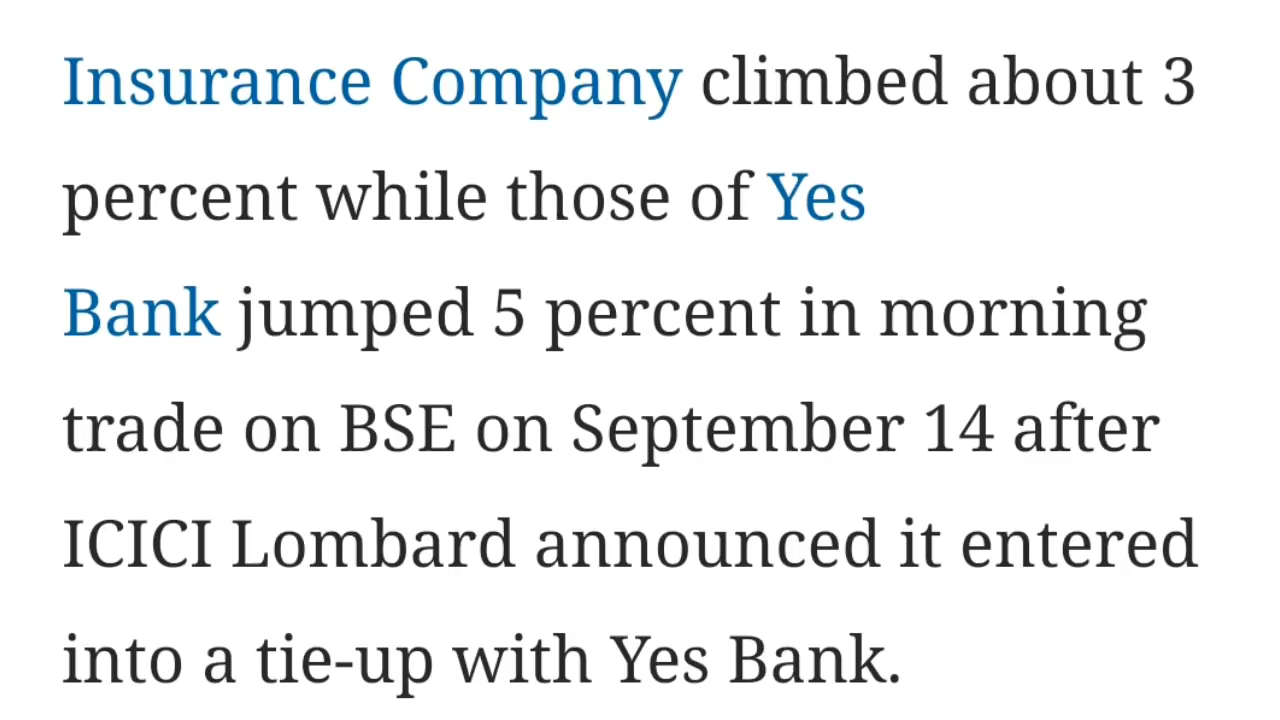 Insurance Company climbed about 3
percent while those of Yes
Bank jumped 5 percent in morning
trade on BSE on September 14 after
ICICI Lombard announced it entered
into a tie-up with Yes Bank.